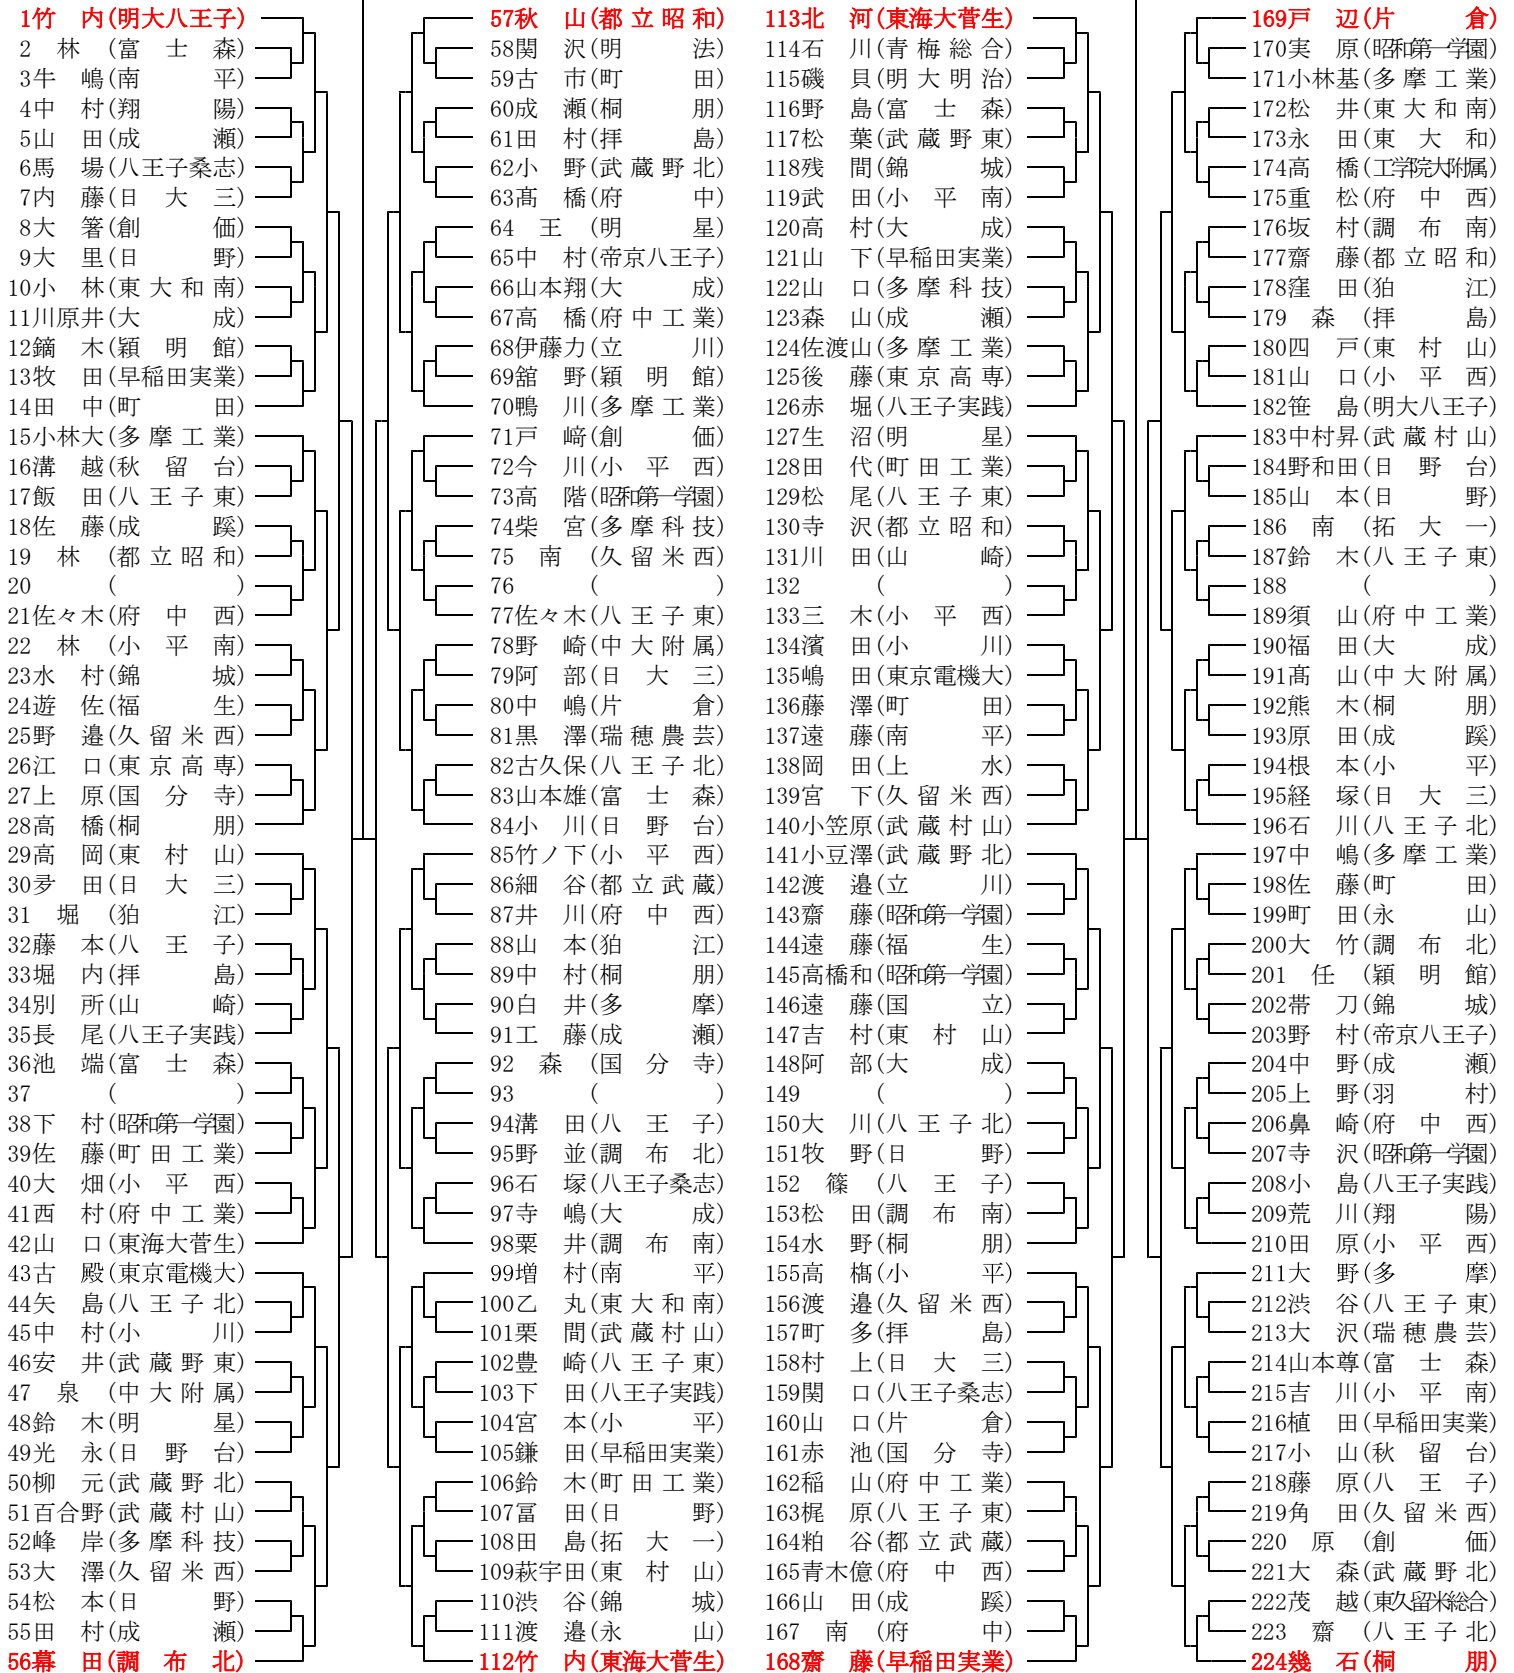 1竹　内(明大八王子)
2　林　(富　士　森)
3牛　嶋(南　　　平)
4中　村(翔　　　陽)
5山　田(成　　　瀬)
6馬　場(八王子桑志)
7内　藤(日　大　三)
8大　箸(創　　　価)
9大　里(日　　　野)
10小　林(東大和南)
11川原井(大　　　成)
12鏑　木(穎　明　館)
13牧　田(早稲田実業)
14田　中(町　　　田)
15小林大(多摩工業)
16溝　越(秋　留　台)
17飯　田(八王子東)
18佐　藤(成　　　蹊)
19　林　(都立昭和)
20　　　(　　　　)
21佐々木(府　中　西)
22　林　(小　平　南)
23水　村(錦　　　城)
24遊　佐(福　　　生)
25野　邉(久留米西)
26江　口(東京高専)
27上　原(国　分　寺)
28高　橋(桐　　　朋)
29高　岡(東　村　山)
30夛　田(日　大　三)
31　堀　(狛　　　江)
32藤　本(八　王　子)
33堀　内(拝　　　島)
34別　所(山　　　崎)
35長　尾(八王子実践)
36池　端(富　士　森)
37　　　(　　　　)
38下　村(昭和第一学園)
39佐　藤(町田工業)
40大　畑(小　平　西)
41西　村(府中工業)
42山　口(東海大菅生)
43古　殿(東京電機大)
44矢　島(八王子北)
45中　村(小　　　川)
46安　井(武蔵野東)
47　泉　(中大附属)
48鈴　木(明　　　星)
49光　永(日　野　台)
50柳　元(武蔵野北)
51百合野(武蔵村山)
52峰　岸(多摩科技)
53大　澤(久留米西)
54松　本(日　　　野)
55田　村(成　　　瀬)
56幕　田(調　布　北)
57秋　山(都立昭和)
58関　沢(明　　　法)
59古　市(町　　　田)
60成　瀬(桐　　　朋)
61田　村(拝　　　島)
62小　野(武蔵野北)
63髙　橋(府　　　中)
64　王　(明　　　星)
65中　村(帝京八王子)
66山本翔(大　　　成)
67高　橋(府中工業)
68伊藤力(立　　　川)
69舘　野(穎　明　館)
70鴨　川(多摩工業)
71戸　﨑(創　　　価)
72今　川(小　平　西)
73高　階(昭和第一学園)
74柴　宮(多摩科技)
75　南　(久留米西)
76　　　(　　　　)
77佐々木(八王子東)
78野　崎(中大附属)
79阿　部(日　大　三)
80中　嶋(片　　　倉)
81黒　澤(瑞穂農芸)
82古久保(八王子北)
83山本雄(富　士　森)
84小　川(日　野　台)
85竹ノ下(小　平　西)
86細　谷(都立武蔵)
87井　川(府　中　西)
88山　本(狛　　　江)
89中　村(桐　　　朋)
90白　井(多　　　摩)
91工　藤(成　　　瀬)
92　森　(国　分　寺)
93　　　(　　　　)
94溝　田(八　王　子)
95野　並(調　布　北)
96石　塚(八王子桑志)
97寺　嶋(大　　　成)
98粟　井(調　布　南)
99増　村(南　　　平)
100乙　丸(東大和南)
101栗　間(武蔵村山)
102豊　崎(八王子東)
103下　田(八王子実践)
104宮　本(小　　　平)
105鎌　田(早稲田実業)
106鈴　木(町田工業)
107冨　田(日　　　野)
108田　島(拓　大　一)
109萩宇田(東　村　山)
110渋　谷(錦　　　城)
111渡　邉(永　　　山)
112竹　内(東海大菅生)
113北　河(東海大菅生)
114石　川(青梅総合)
115磯　貝(明大明治)
116野　島(富　士　森)
117松　葉(武蔵野東)
118残　間(錦　　　城)
119武　田(小　平　南)
120高　村(大　　　成)
121山　下(早稲田実業)
122山　口(多摩科技)
123森　山(成　　　瀬)
124佐渡山(多摩工業)
125後　藤(東京高専)
126赤　堀(八王子実践)
127生　沼(明　　　星)
128田　代(町田工業)
129松　尾(八王子東)
130寺　沢(都立昭和)
131川　田(山　　　崎)
132　　　(　　　　)
133三　木(小　平　西)
134濱　田(小　　　川)
135嶋　田(東京電機大)
136藤　澤(町　　　田)
137遠　藤(南　　　平)
138岡　田(上　　　水)
139宮　下(久留米西)
140小笠原(武蔵村山)
141小豆澤(武蔵野北)
142渡　邉(立　　　川)
143齋　藤(昭和第一学園)
144遠　藤(福　　　生)
145高橋和(昭和第一学園)
146遠　藤(国　　　立)
147吉　村(東　村　山)
148阿　部(大　　　成)
149　　　(　　　　)
150大　川(八王子北)
151牧　野(日　　　野)
152　篠　(八　王　子)
153松　田(調　布　南)
154水　野(桐　　　朋)
155高　槗(小　　　平)
156渡　邉(久留米西)
157町　多(拝　　　島)
158村　上(日　大　三)
159関　口(八王子桑志)
160山　口(片　　　倉)
161赤　池(国　分　寺)
162稲　山(府中工業)
163梶　原(八王子東)
164粕　谷(都立武蔵)
165青木億(府　中　西)
166山　田(成　　　蹊)
167　南　(府　　　中)
168齋　藤(早稲田実業)
169戸　辺(片　　　倉)
170実　原(昭和第一学園)
171小林基(多摩工業)
172松　井(東大和南)
173永　田(東　大　和)
174高　橋(工学院大附属)
175重　松(府　中　西)
176坂　村(調　布　南)
177齋　藤(都立昭和)
178窪　田(狛　　　江)
179　森　(拝　　　島)
180四　戸(東　村　山)
181山　口(小　平　西)
182笹　島(明大八王子)
183中村昇(武蔵村山)
184野和田(日　野　台)
185山　本(日　　　野)
186　南　(拓　大　一)
187鈴　木(八王子東)
188　　　(　　　　)
189須　山(府中工業)
190福　田(大　　　成)
191髙　山(中大附属)
192熊　木(桐　　　朋)
193原　田(成　　　蹊)
194根　本(小　　　平)
195経　塚(日　大　三)
196石　川(八王子北)
197中　嶋(多摩工業)
198佐　藤(町　　　田)
199町　田(永　　　山)
200大　竹(調　布　北)
201　任　(穎　明　館)
202帯　刀(錦　　　城)
203野　村(帝京八王子)
204中　野(成　　　瀬)
205上　野(羽　　　村)
206鼻　崎(府　中　西)
207寺　沢(昭和第一学園)
208小　島(八王子実践)
209荒　川(翔　　　陽)
210田　原(小　平　西)
211大　野(多　　　摩)
212渋　谷(八王子東)
213大　沢(瑞穂農芸)
214山本尊(富　士　森)
215吉　川(小　平　南)
216植　田(早稲田実業)
217小　山(秋　留　台)
218藤　原(八　王　子)
219角　田(久留米西)
220　原　(創　　　価)
221大　森(武蔵野北)
222茂　越(東久留米総合)
223　齋　(八王子北)
224幾　石(桐　　　朋)